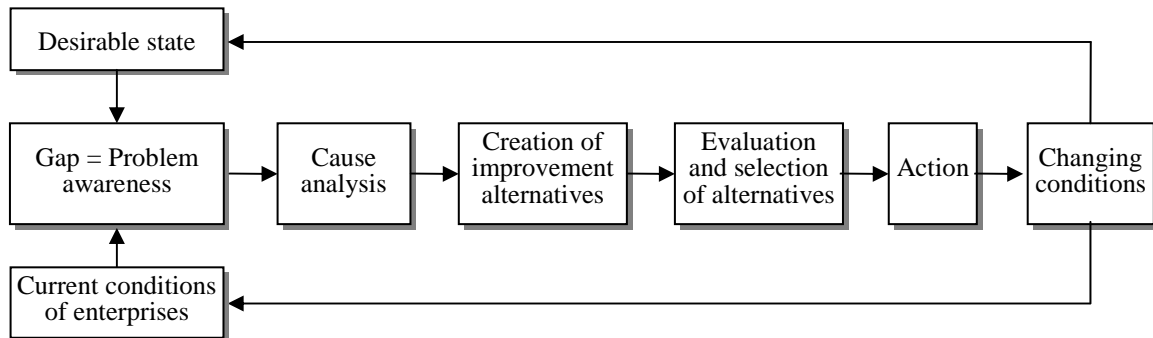 Desirable state
Gap = Problem
awareness
Cause
analysis
Creation of
improvement
alternatives
Evaluation
and selection
of alternatives
Action
Changing
conditions
Current conditions
of enterprises